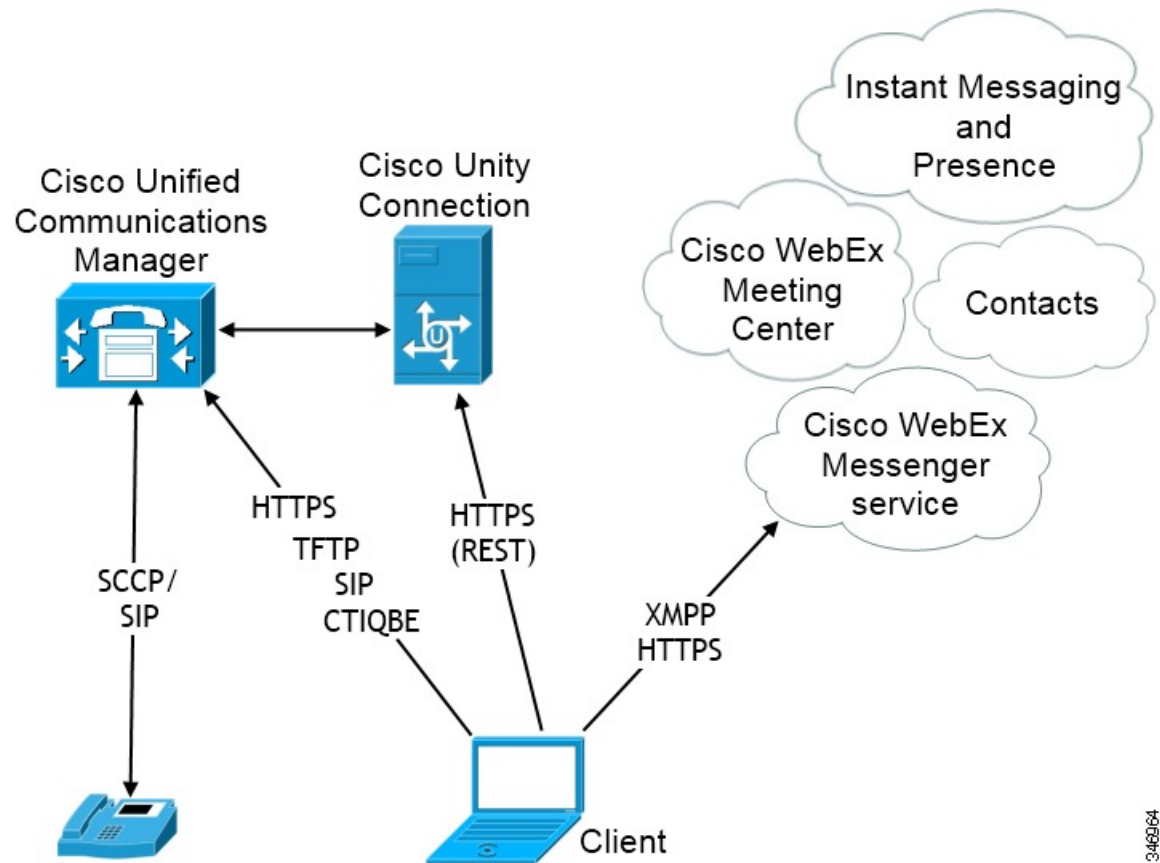 Instant Messaging
and
Presence
Cisco Unified
Communications
Manager
Cisco Unity
Connection
Cisco WebEx
Meeting
Center
Contacts
U
Cisco WebEx
Messenger
service
HTTPS
TFTP
SIP
CTIQBE
HTTPS
(REST)
SCCP/
SIP
XMPP
HTTPS
Client
346964